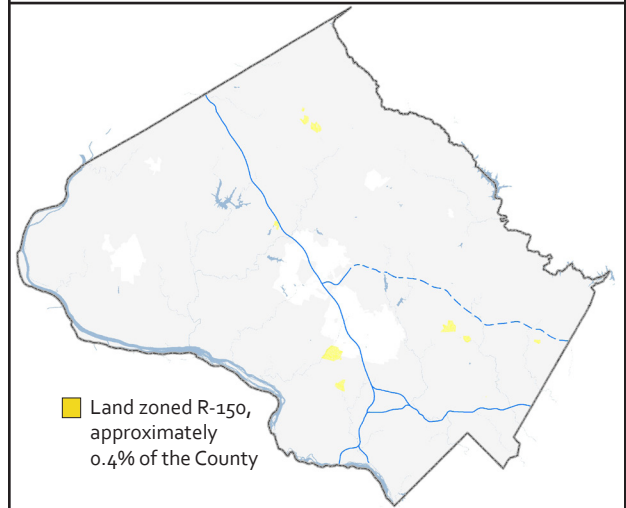 Land zoned R-150,
approximately
0.4% of the County